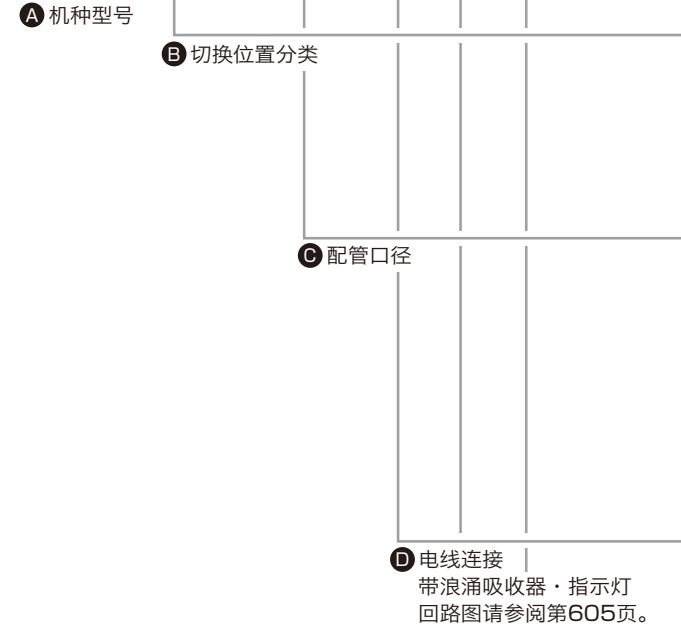 A 机种型号
B 切换位置分类
C 配管口径
D 电线连接
带浪涌吸收器・指示灯
回路图请参阅第605页。